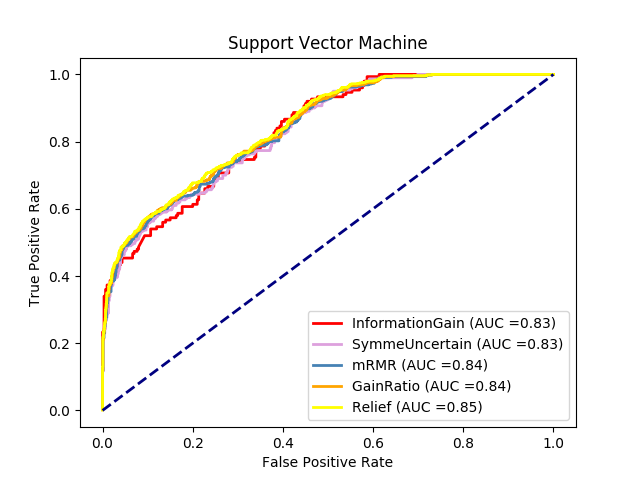 Support Vector Machine
True Positive Rate
1.0
0.8
0.6
0.4
0.2
0.0
InformationGain (AUC =0.83)
SymmeUncertain (AUC =0.83)
mRMR (AUC =0.84)
GainRatio (AUC =0.84)
Relief (AUC =0.85)
0.0 0.2 0.4 0.6 0.8 1.0
False Positive Rate